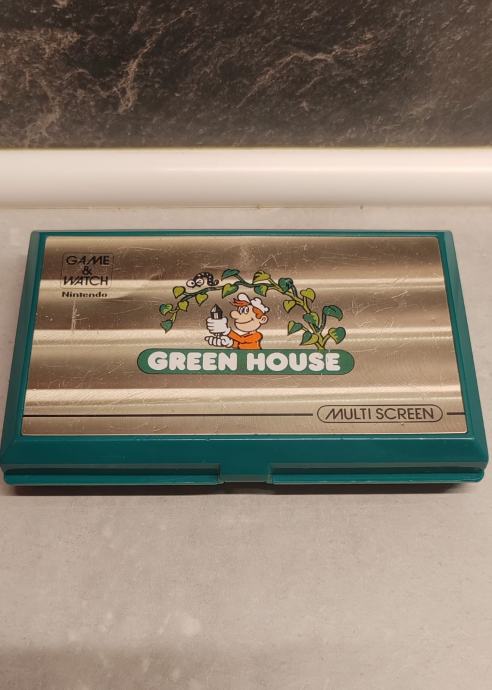 GAME
&
WATCH
Nintendo
GREEN HOUSE
MULTI SCREEN